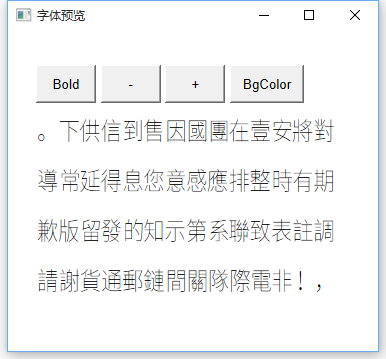 字体预览
Bold - + BgColor
。下供信到售因國團在壹安將對
導常延得息您意感應排整時有期
歉版留發的知示第系聯致表註調
請謝貨通郵鏈間關隊際電非！，